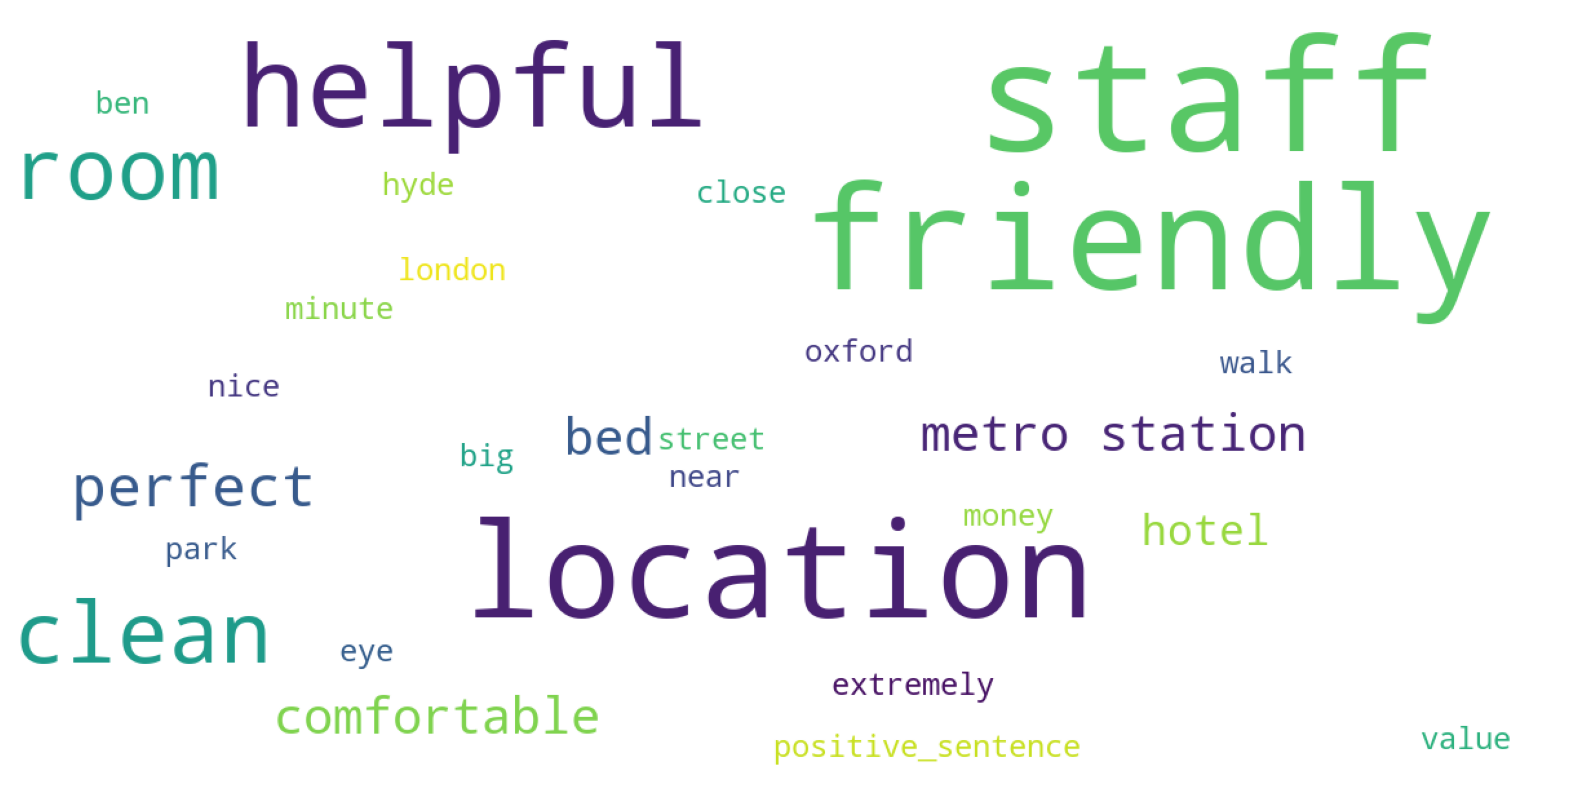 helpful
staff
ben
room
hyde
close
friendly
london
minute
oxford
walk
nice
bed
street
metro station
big
near
perfect
money
hotel
park
location
clean
eye
extremely
comfortable
positive_sentence
value